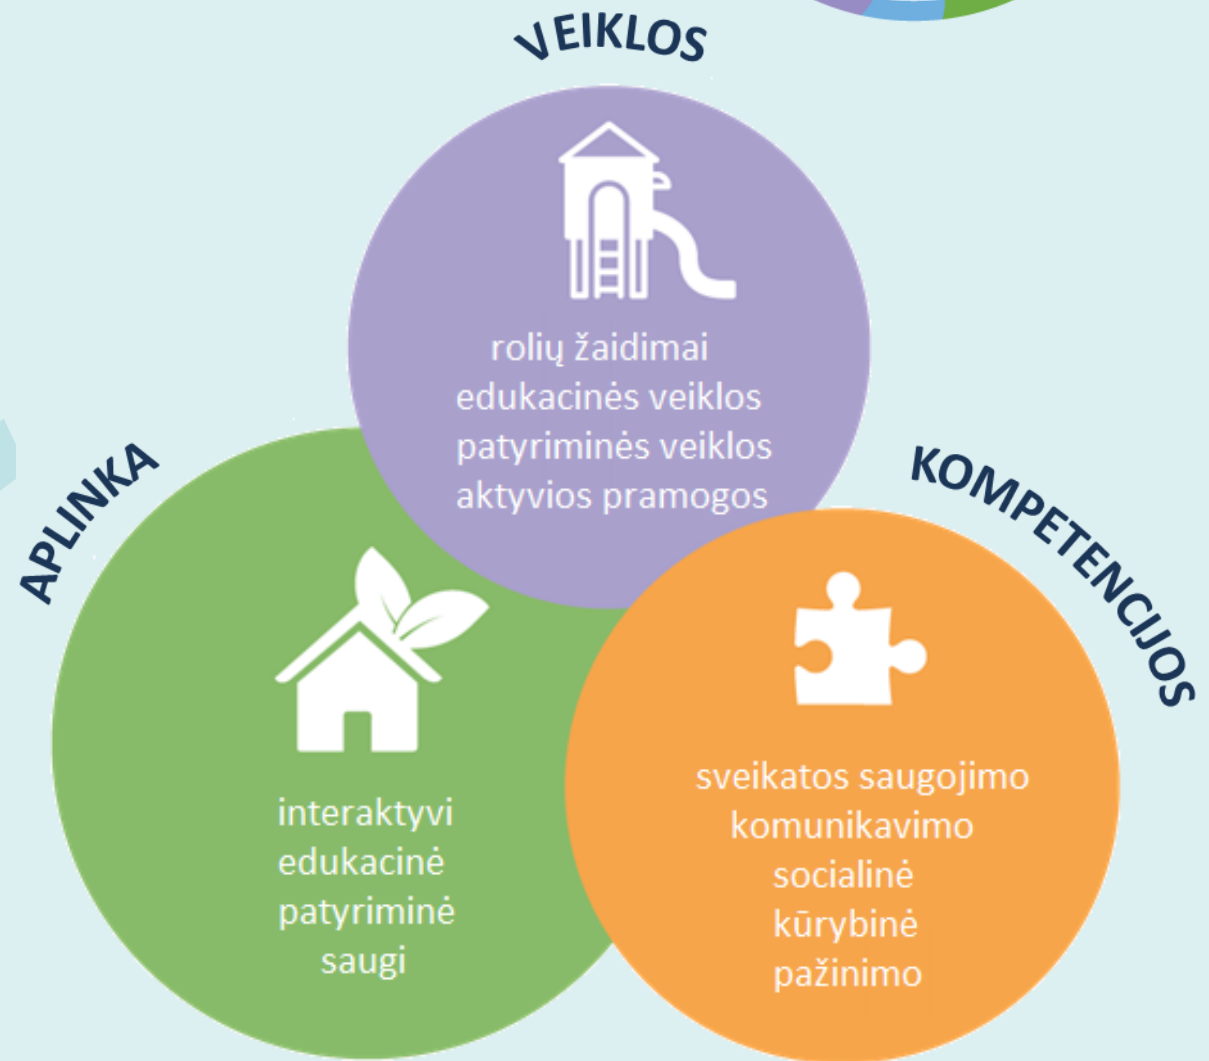 VEIKLOS
rolių žaidimai
edukacinės veiklos
patyriminės veiklos
aktyvios pramogos
APLINKA
interaktyvi
edukacinė
patyriminė
saugi
KOMPETENCIJOS
sveikatos saugojimo
komunikavimo
socialinė
kūrybinė
pažinimo